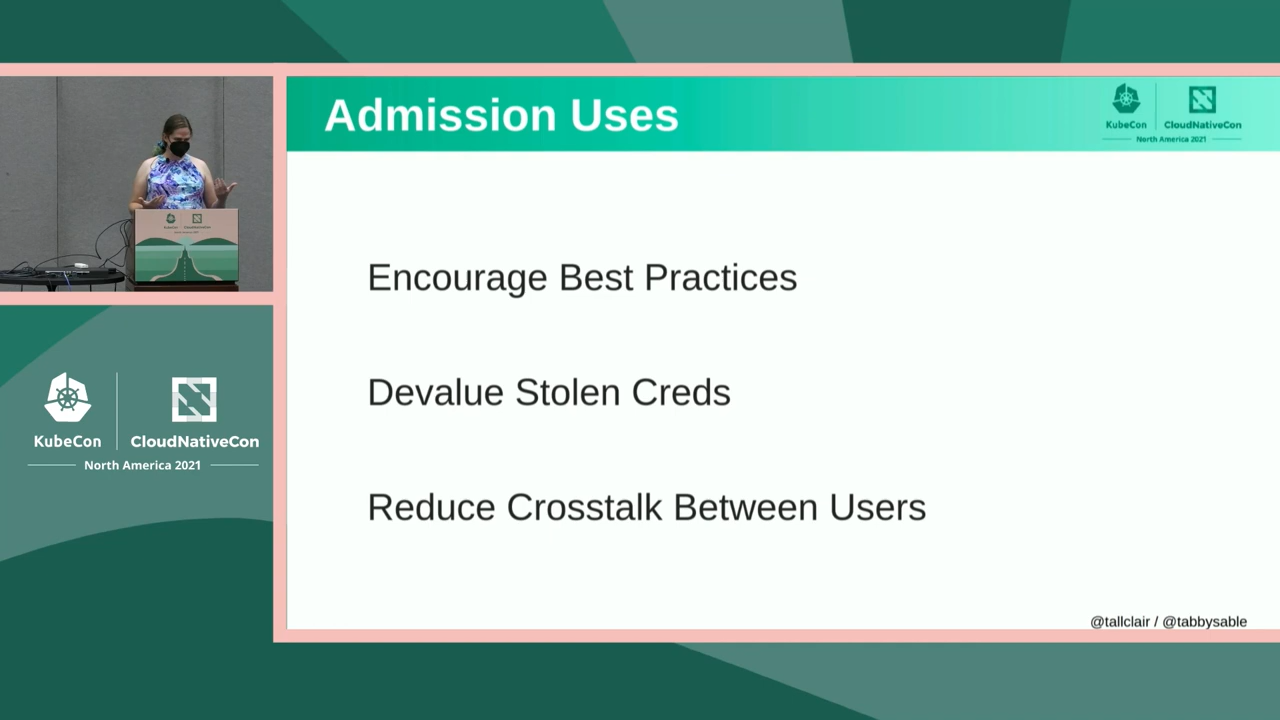 Admission Uses
KubeCon
CloudNativeCon
North America 2021
Encourage Best Practices
Devalue Stolen Creds
Reduce Crosstalk Between Users
@tallclair / @tabbysable
KubeCon
CloudNativeCon
North America 2021